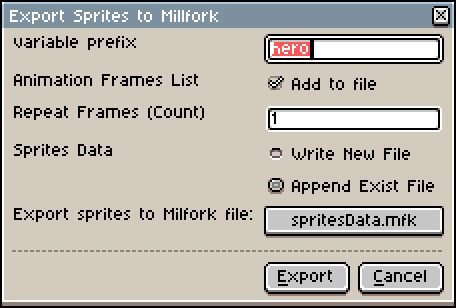 Export Sprites to Millfork
Variable prefix
hero
Animation Frames List
Add to file
Repeat Frames (Count)
1
Sprites Data
Write New File
Append Exist File
Export sprites to Milfork file:
spritesData.mfk
Export
Cancel